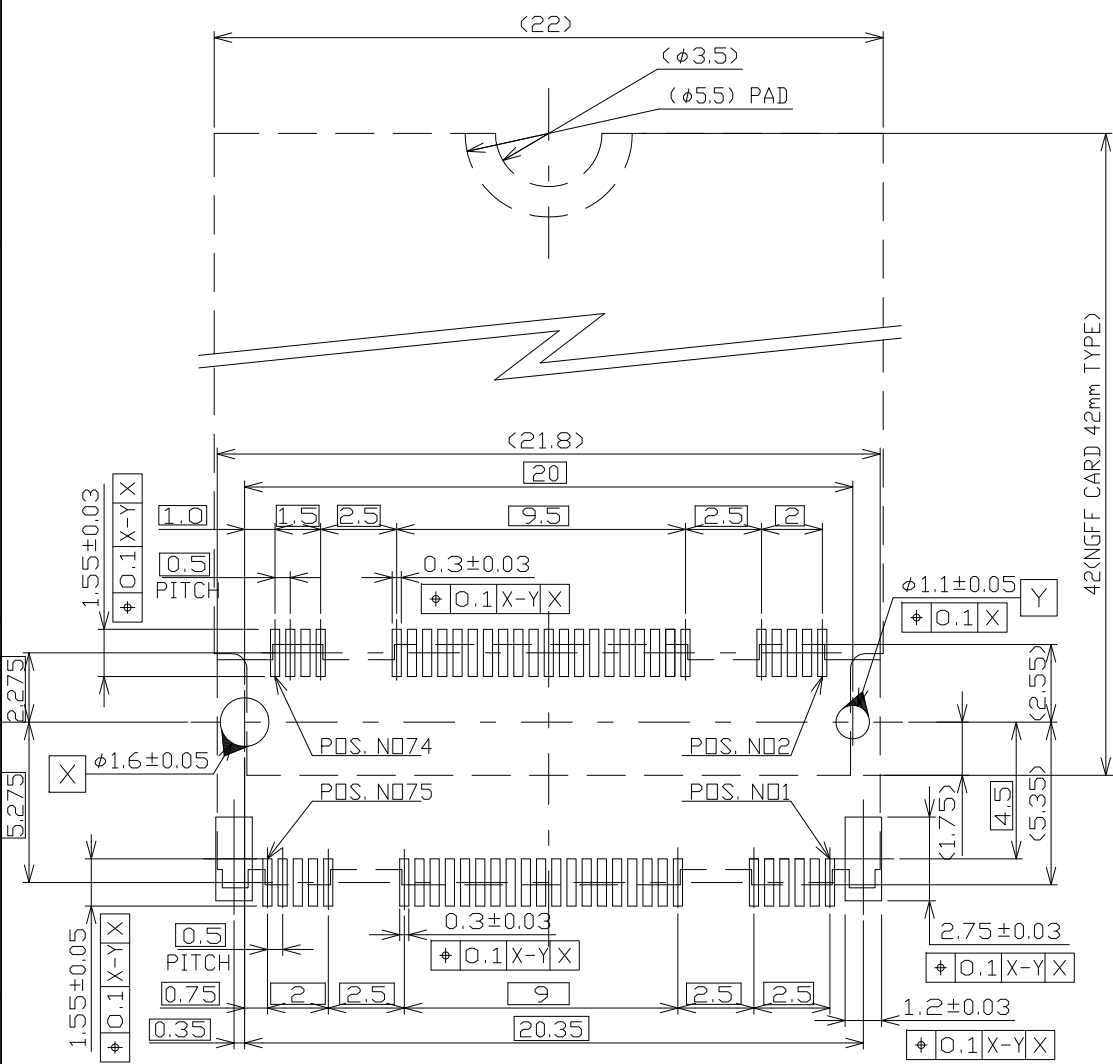 (22)
(φ3.5)
(φ5.5) PAD
42(NGFF CARD 42mm TYPE)
(21.8)
20
1.0
1.5
2.5
9.5
2.5
2
1.55±0.03
⌖ 0.1 X-Y X
0.5
PITCH
0.3±0.03
⌖ 0.1 X-Y X
φ1.1±0.05
Y
⌖ 0.1 X
2.275
(2.55)
POS. NO74
POS. NO2
X
φ1.6±0.05
POS. NO75
POS. NO1
5.275
(1.75)
4.5
(5.35)
1.55±0.05
⌖ 0.1 X-Y X
0.5
PITCH
0.3±0.03
⌖ 0.1 X-Y X
2.75±0.03
⌖ 0.1 X-Y X
0.75
2
2.5
9
2.5
2.5
1.2±0.03
⌖ 0.1 X-Y X
0.35
20.35